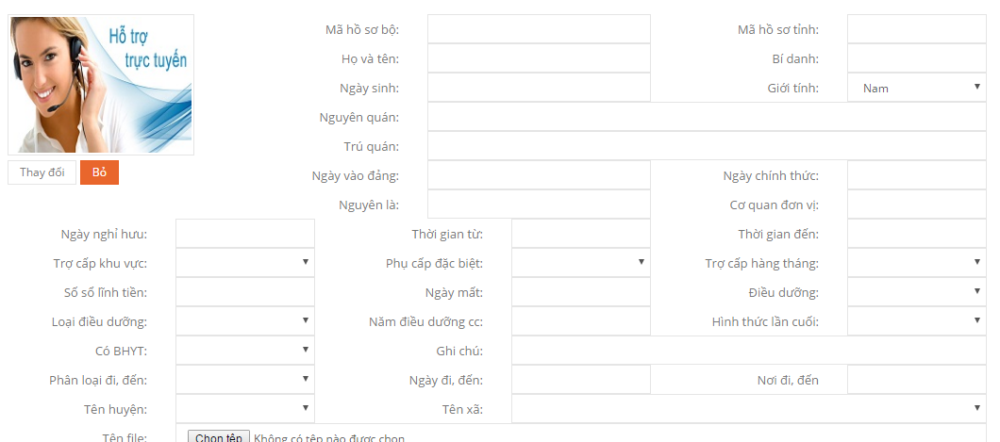 Hỗ trợ
trực tuyến
Thay đổi Bỏ
Mã hồ sơ bộ: Mã hồ sơ tỉnh:
Họ và tên: Bí danh:
Ngày sinh: Giới tính: Nam
Nguyên quán:
Trú quán:
Ngày vào đảng: Ngày chính thức:
Nguyên là: Cơ quan đơn vị:
Ngày nghỉ hưu: Thời gian từ: Thời gian đến:
Trợ cấp khu vực: Phụ cấp đặc biệt: Trợ cấp hàng tháng:
Số sổ lĩnh tiền: Ngày mất: Điều dưỡng:
Loại điều dưỡng: Năm điều dưỡng cc: Hình thức lần cuối:
Có BHYT: Ghi chú:
Phân loại đi, đến: Ngày đi, đến: Nơi đi, đến
Tên huyện: Tên xã:
Tên file: Chọn tệp Không có tệp nào được chọn